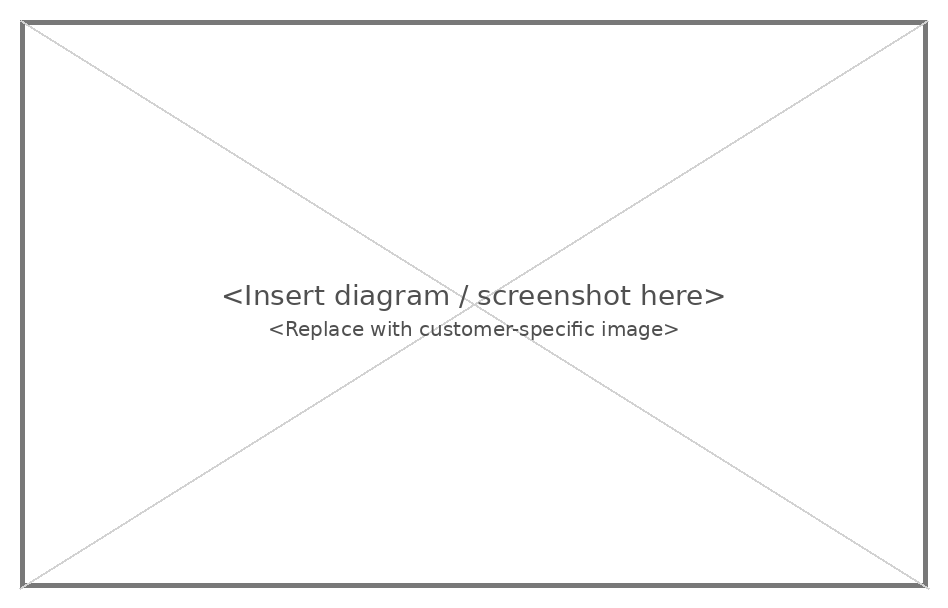 <Insert diagram / screenshot here>
<Replace with customer-specific image>